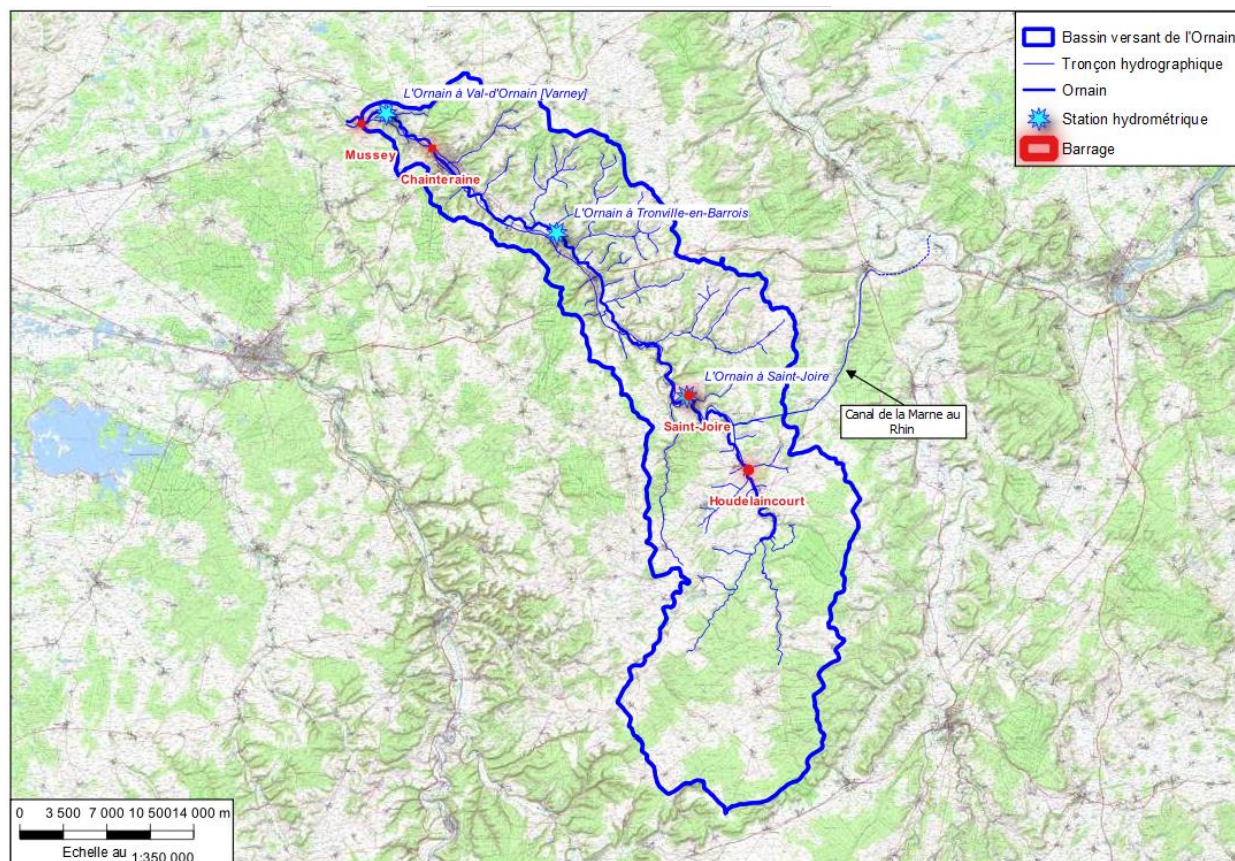 Bassin versant de l'Ornain
Tronçon hydrographique
Ornain
Station hydrométrique
Barrage
L'Ornain à Val-d'Ornain [Varney]
Mussey
Chainteraine
L'Ornain à Tronville-en-Barrois
L'Ornain à Saint-Joire
Saint-Joire
Canal de la Marne au
Rhin
Houdelaincourt
0 3 500 7 000 10 500 14 000 m
Echelle au 1:350 000